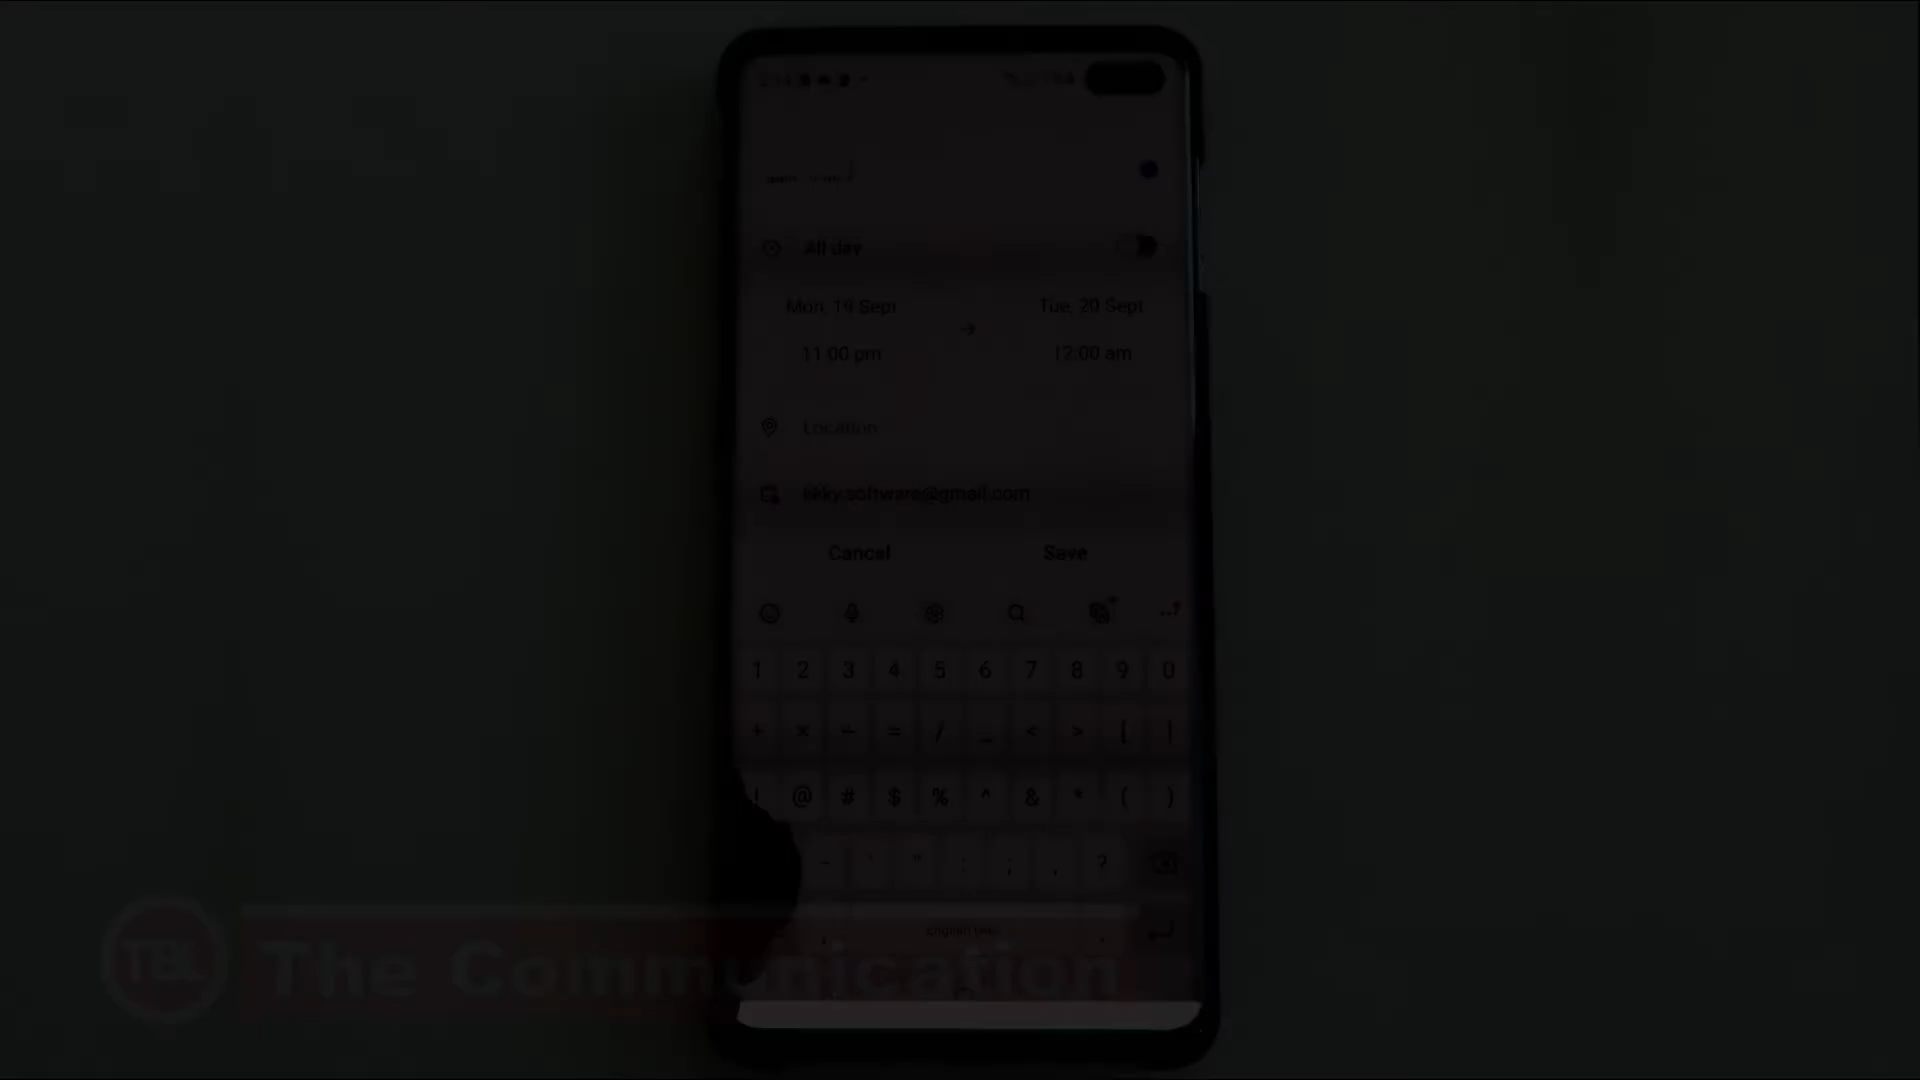 All day
Mon, 19 Sept
Tue, 20 Sept
11:00 pm
12:00 am
Location
Cancel
Save
1 2 3 4 5 6 7 8 9 0
+ × ÷ = / _ < > [ ]
! @ # $ % ^ & * ( )
- ' " : ; , ?
TBL
The Communication